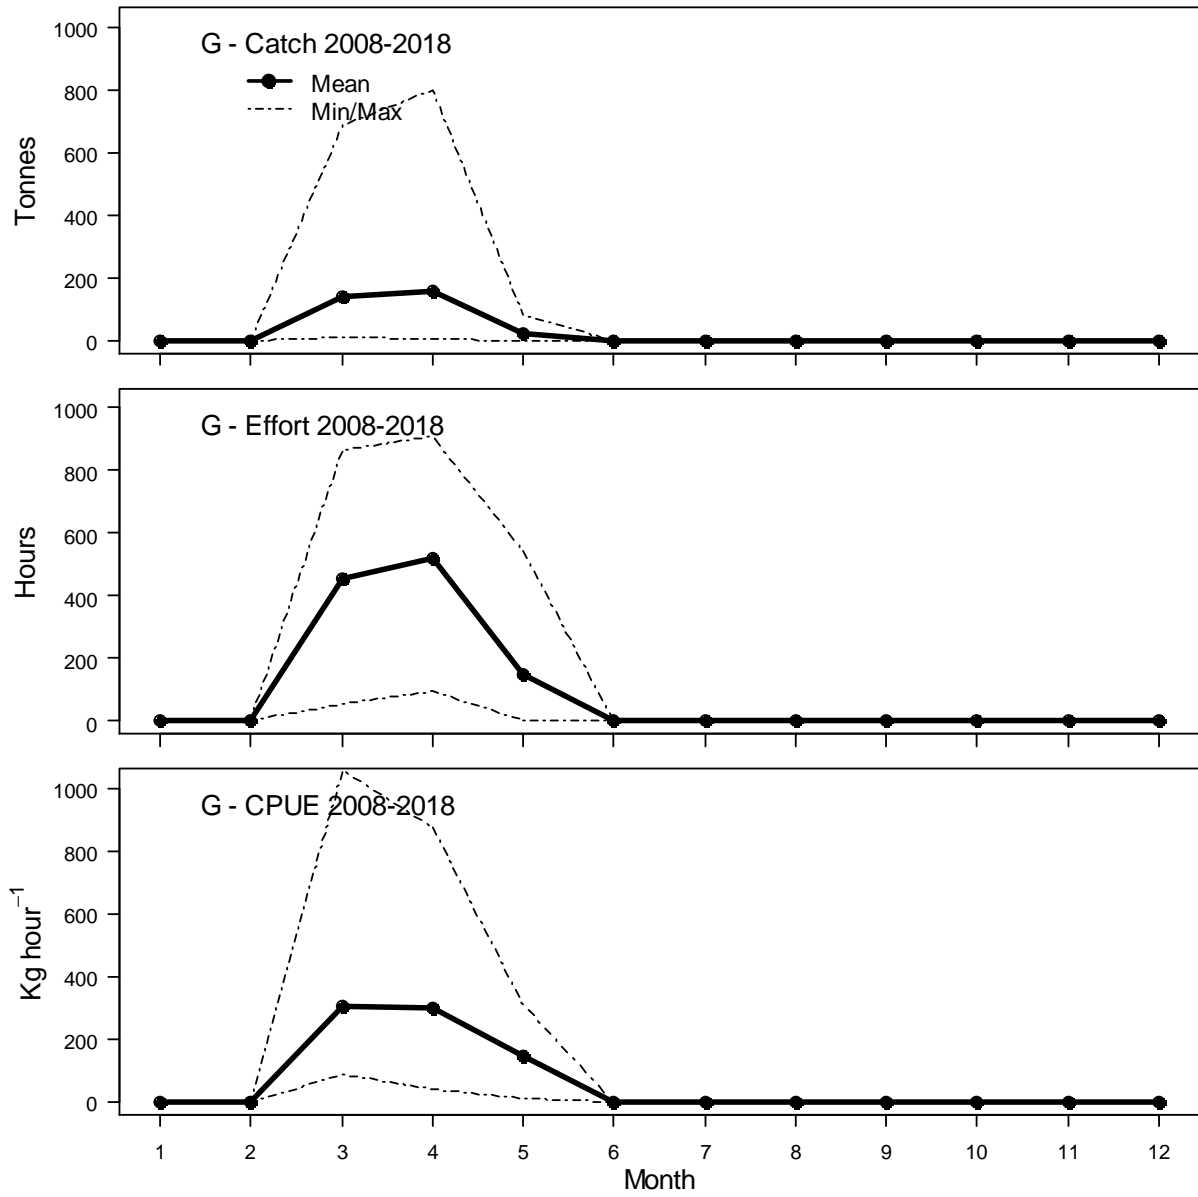 G - Catch 2008-2018
Mean
Min/Max
Tonnes
1000
800
600
400
200
0
G - Effort 2008-2018
Hours
1000
800
600
400
200
0
G - CPUE 2008-2018
Kg hour⁻¹
1000
800
600
400
200
0
1 2 3 4 5 6 7 8 9 10 11 12
Month